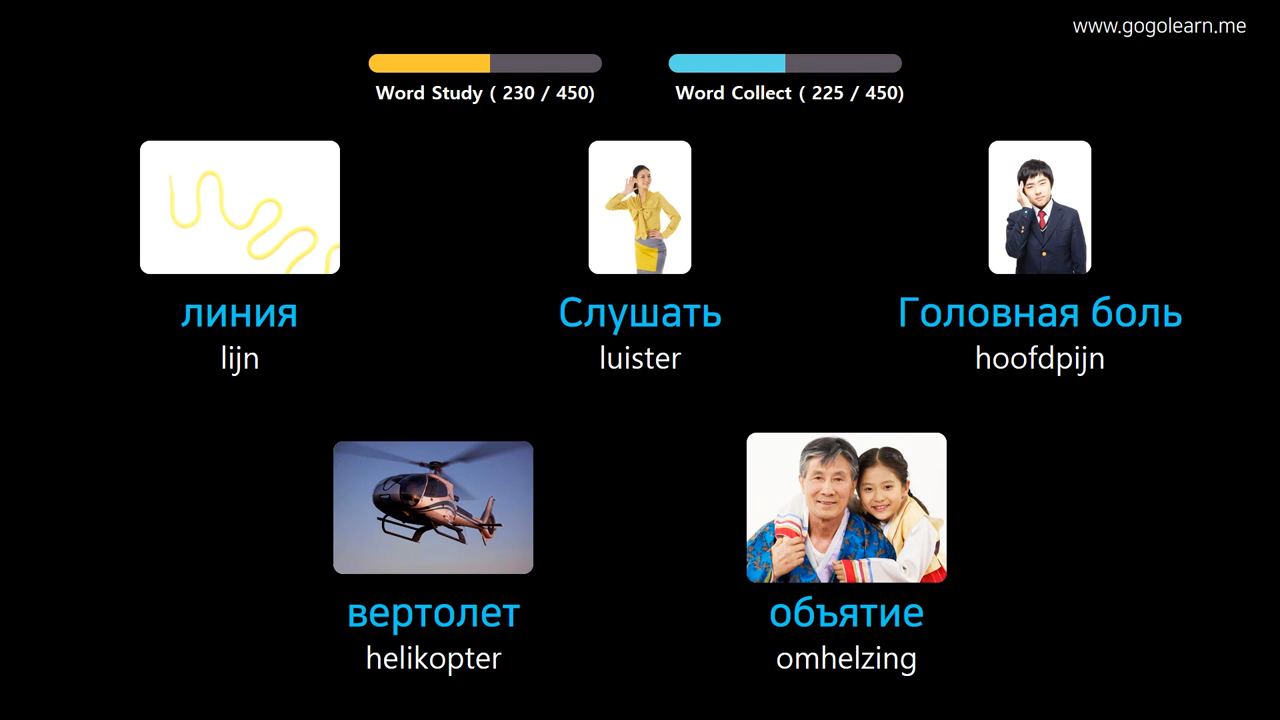 www.gogolearn.me
Word Study ( 230 / 450)
Word Collect ( 225 / 450)
линия
lijn
Слушать
luister
Головная боль
hoofdpijn
вертолет
helikopter
объятие
omhelzing